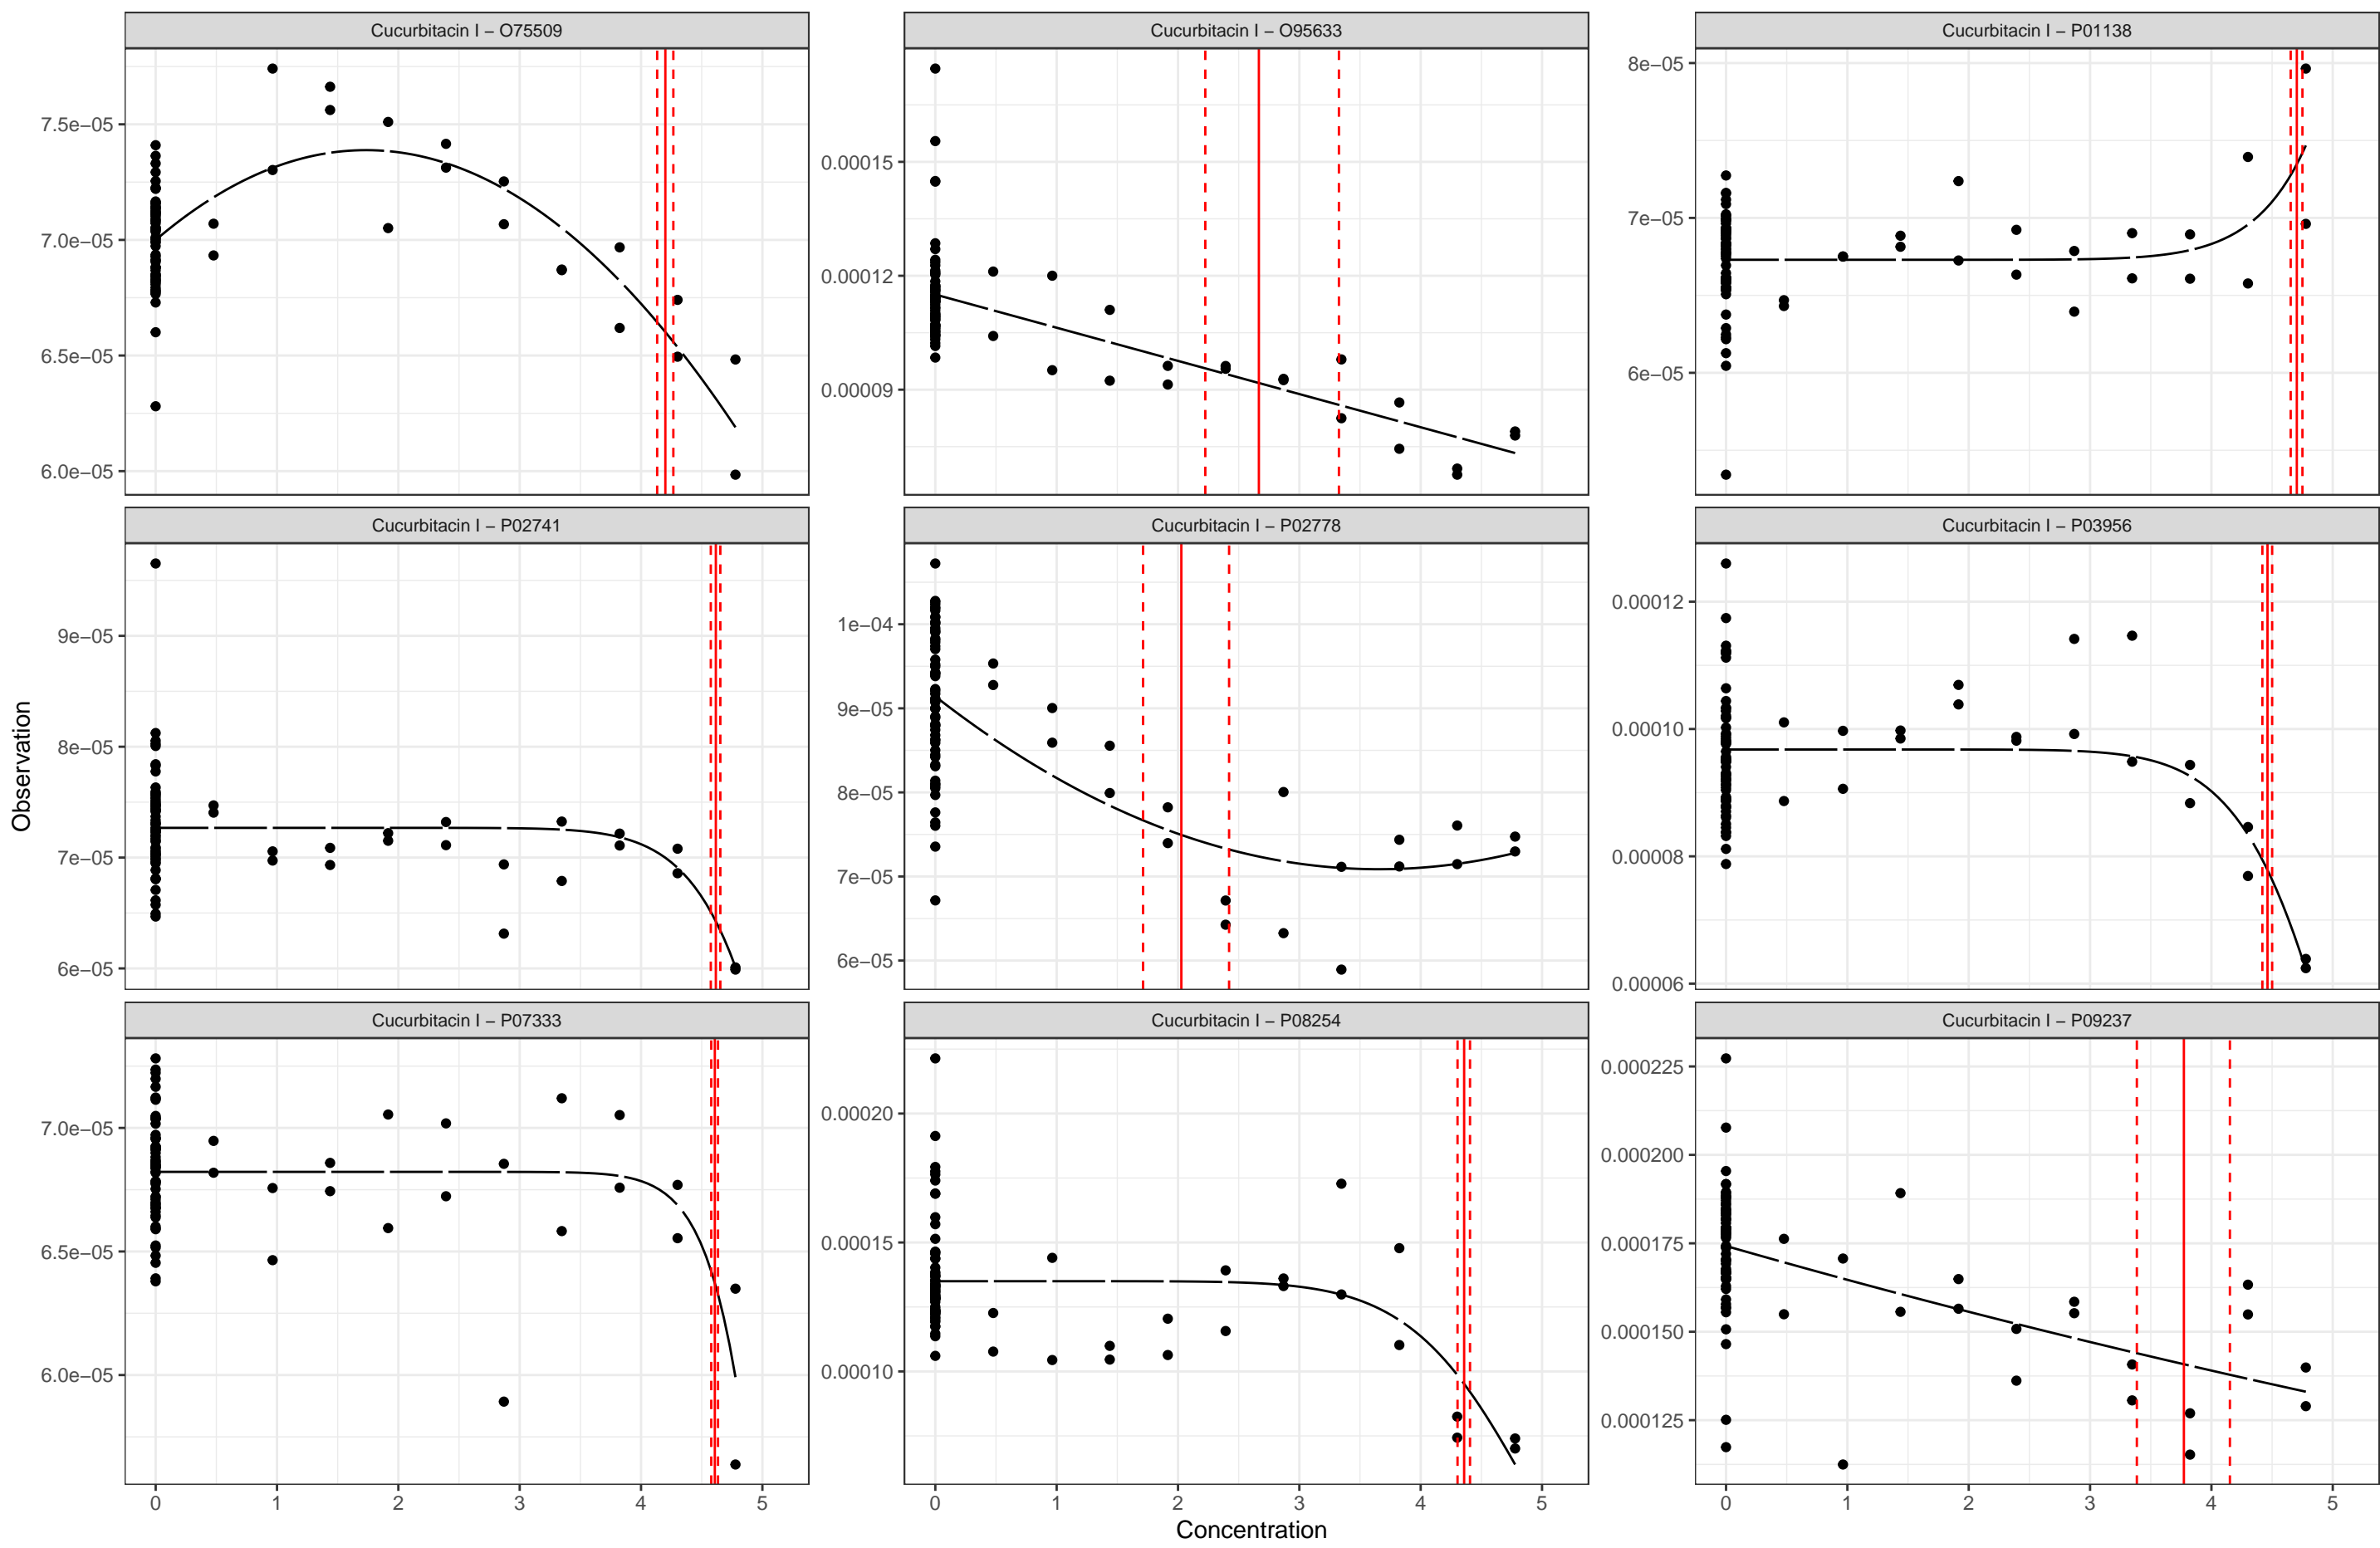 Cucurbitacin I − O75509
Cucurbitacin I − O95633
Cucurbitacin I − P01138
7.5e−05
7.0e−05
6.5e−05
6.0e−05
0.00015
0.00012
0.00009
8e−05
7e−05
6e−05
Cucurbitacin I − P02741
Cucurbitacin I − P02778
Cucurbitacin I − P03956
9e−05
8e−05
7e−05
6e−05
1e−04
9e−05
8e−05
7e−05
6e−05
0.00012
0.00010
0.00008
0.00006
Observation
Cucurbitacin I − P07333
Cucurbitacin I − P08254
Cucurbitacin I − P09237
7.0e−05
6.5e−05
6.0e−05
0.00020
0.00015
0.00010
0.000225
0.000200
0.000175
0.000150
0.000125
0 1 2 3 4 5
0 1 2 3 4 5
0 1 2 3 4 5
Concentration